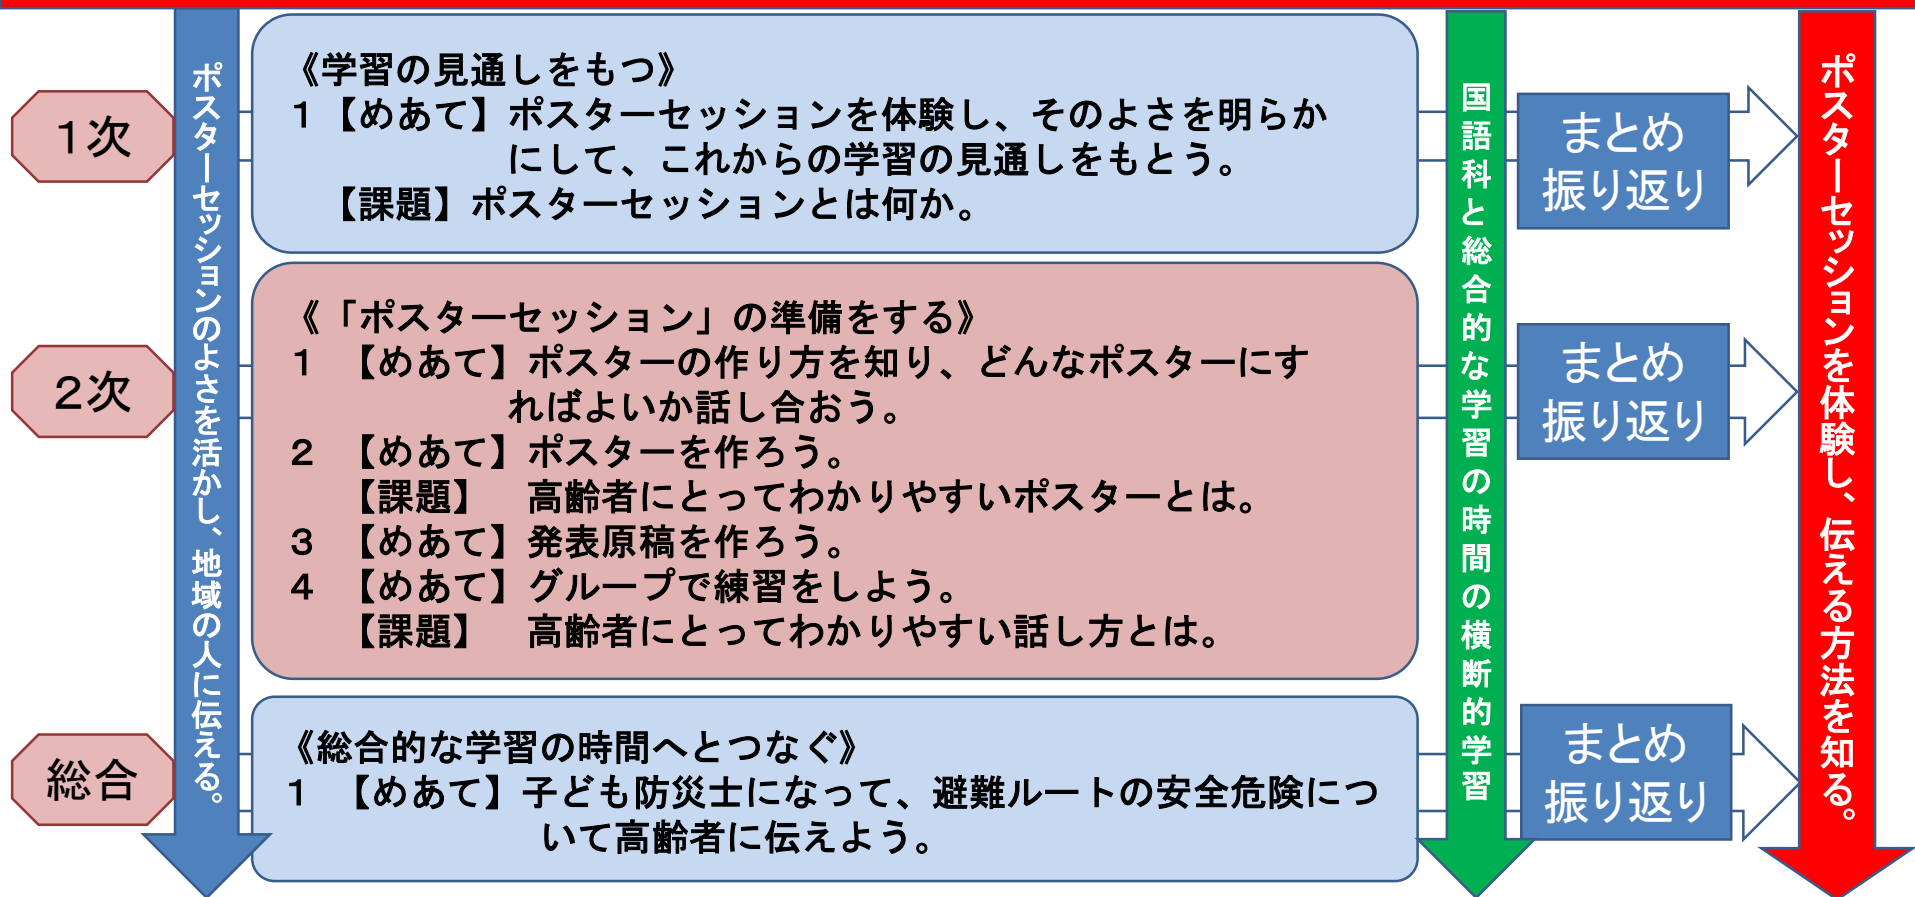 ポスターセッションのよさを活かし、地域の人に伝える。
1次
《学習の見通しをもつ》
1 【めあて】ポスターセッションを体験し、そのよさを明らか
にして、これからの学習の見通しをもとう。
【課題】ポスターセッションとは何か。
まとめ
振り返り
2次
《「ポスターセッション」の準備をする》
1 【めあて】ポスターの作り方を知り、どんなポスターにす
ればよいか話し合おう。
2 【めあて】ポスターを作ろう。
【課題】 高齢者にとってわかりやすいポスターとは。
3 【めあて】発表原稿を作ろう。
4 【めあて】グループで練習をしよう。
【課題】 高齢者にとってわかりやすい話し方とは。
まとめ
振り返り
総合
《総合的な学習の時間へとつなぐ》
1 【めあて】子ども防災士になって、避難ルートの安全危険につ
いて高齢者に伝えよう。
まとめ
振り返り
国語科と総合的な学習の時間の横断的学習
ポスターセッションを体験し、伝える方法を知る。